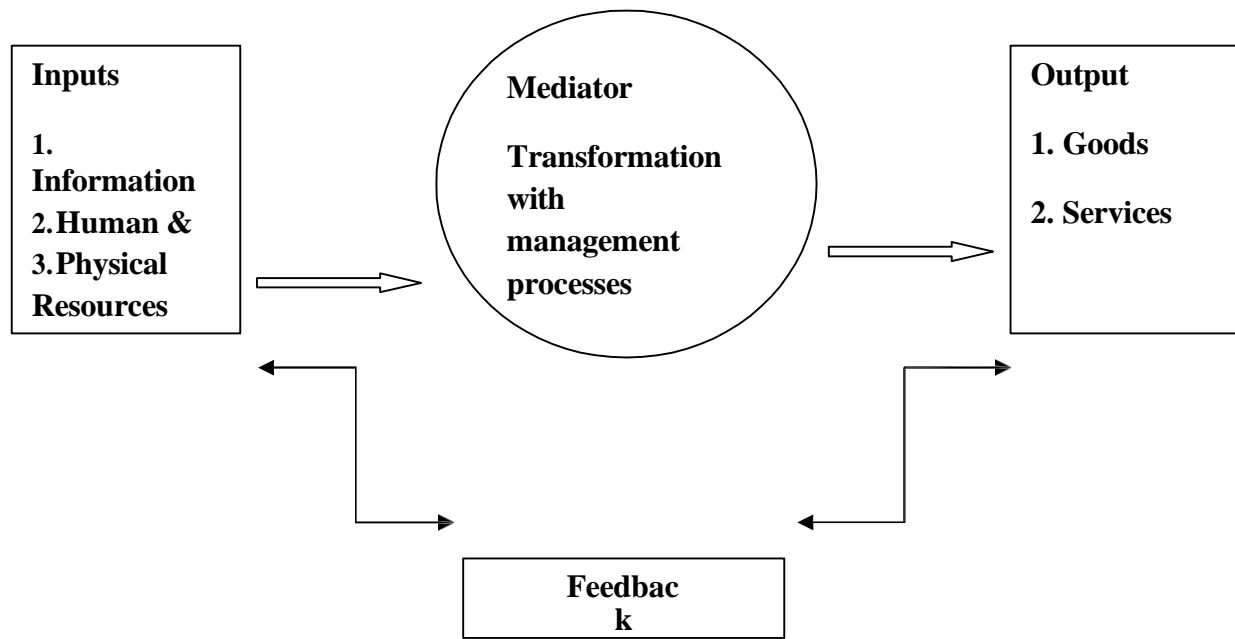 Inputs
1.
Information
2.Human &
3.Physical
Resources
Mediator
Transformation
with
management
processes
Output
1. Goods
2. Services
Feedbac
k